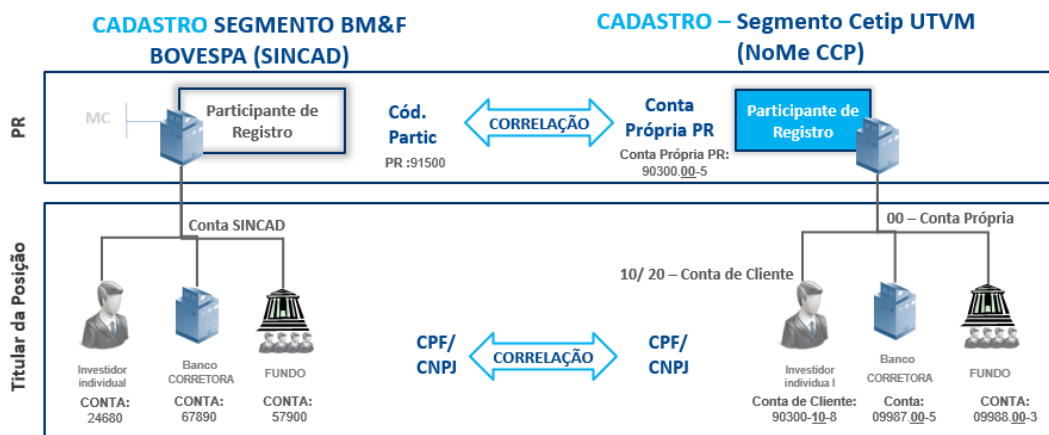 CADASTRO SEGMENTO BM&F
BOVESPA (SINCAD)
CADASTRO – Segmento Cetip UTVM
(NoMe CCP)
PR
MC
Participante de
Registro
Cód.
Partic
PR :91500
CORRELAÇÃO
Conta
Própria PR
Conta Própria PR:
90300.00-5
Participante de
Registro
Titular da Posição
Conta SINCAD
00 – Conta Própria
10/ 20 – Conta de Cliente
Investidor
individual
CONTA:
24680
Banco
CORRETORA
CONTA:
67890
FUNDO
CONTA:
57900
CPF/
CNPJ
CORRELAÇÃO
CPF/
CNPJ
Investidor
individua l
Conta de Cliente:
90300-10-8
Banco
CORRETORA
Conta:
09987.00-5
FUNDO
CONTA:
09988.00-3